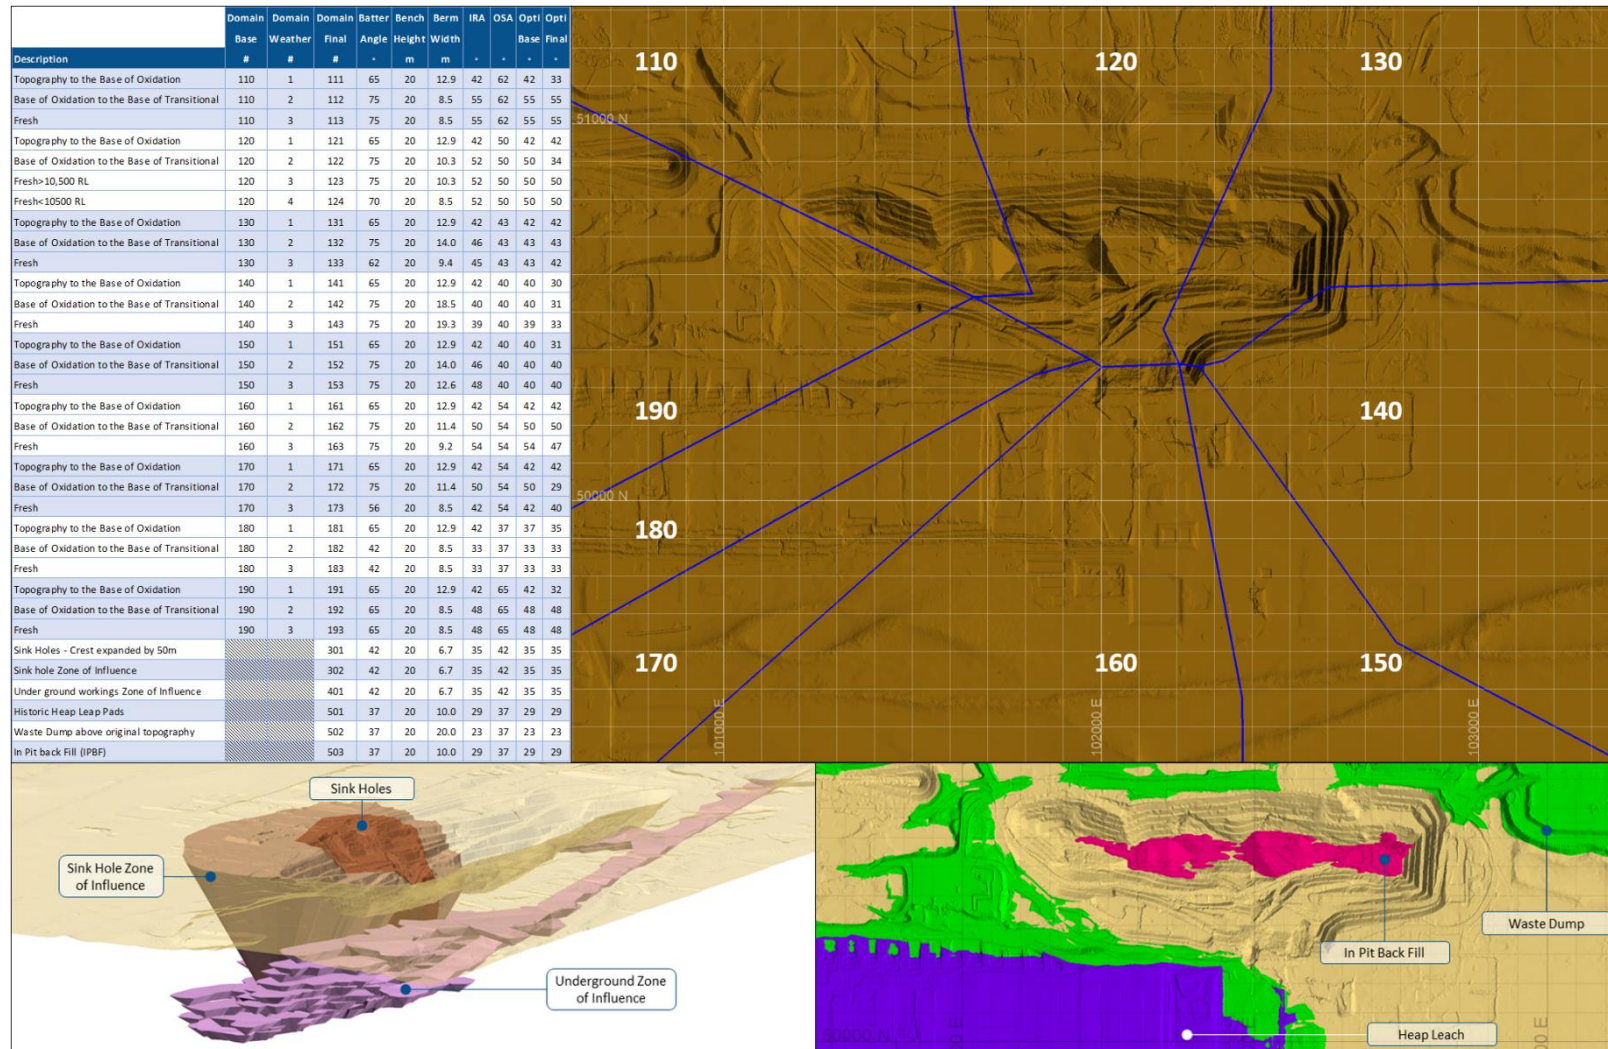 Description Domain Base # Domain Weather # Domain Final # Batter Angle ° Bench Height m Berm Width m IRA ° OSA ° Opti Base ° Opti Final °
Topography to the Base of Oxidation 110 1 111 65 20 12.9 42 62 42 33
Base of Oxidation to the Base of Transitional 110 2 112 75 20 8.5 55 62 55 55
Fresh 110 3 113 75 20 8.5 55 62 55 55
Topography to the Base of Oxidation 120 1 121 65 20 12.9 42 50 42 42
Base of Oxidation to the Base of Transitional 120 2 122 75 20 10.3 52 50 50 34
Fresh>10,500 RL 120 3 123 75 20 10.3 52 50 50 50
Fresh<10500 RL 120 4 124 70 20 8.5 52 50 50 50
Topography to the Base of Oxidation 130 1 131 65 20 12.9 42 43 42 42
Base of Oxidation to the Base of Transitional 130 2 132 75 20 14.0 46 43 43 43
Fresh 130 3 133 62 20 9.4 45 43 43 42
Topography to the Base of Oxidation 140 1 141 65 20 12.9 42 40 40 30
Base of Oxidation to the Base of Transitional 140 2 142 75 20 18.5 40 40 40 31
Fresh 140 3 143 75 20 19.3 39 40 39 33
Topography to the Base of Oxidation 150 1 151 65 20 12.9 42 40 40 31
Base of Oxidation to the Base of Transitional 150 2 152 75 20 14.0 46 40 40 40
Fresh 150 3 153 75 20 12.6 48 40 40 40
Topography to the Base of Oxidation 160 1 161 65 20 12.9 42 54 42 42
Base of Oxidation to the Base of Transitional 160 2 162 75 20 11.4 50 54 50 50
Fresh 160 3 163 75 20 9.2 54 54 54 47
Topography to the Base of Oxidation 170 1 171 65 20 12.9 42 54 42 42
Base of Oxidation to the Base of Transitional 170 2 172 75 20 11.4 50 54 50 29
Fresh 170 3 173 56 20 8.5 42 54 42 40
Topography to the Base of Oxidation 180 1 181 65 20 12.9 42 37 37 35
Base of Oxidation to the Base of Transitional 180 2 182 42 20 8.5 33 37 33 33
Fresh 180 3 183 42 20 8.5 33 37 33 33
Topography to the Base of Oxidation 190 1 191 65 20 12.9 42 65 42 32
Base of Oxidation to the Base of Transitional 190 2 192 65 20 8.5 48 65 48 48
Fresh 190 3 193 65 20 8.5 48 65 48 48
Sink Holes - Crest expanded by 50m 301 42 20 6.7 35 42 35 35
Sink hole Zone of Influence 302 42 20 6.7 35 42 35 35
Under ground workings Zone of Influence 401 42 20 6.7 35 42 35 35
Historic Heap Leap Pads 501 37 20 10.0 29 37 29 29
Waste Dump above original topography 502 37 20 20.0 23 37 23 23
In Pit back Fill (IPBF) 503 37 20 10.0 29 37 29 29
110
120
130
51000 N
190
140
50000 N
180
170
160
150
101000 E
102000 E
103000 E
Sink Holes
Sink Hole Zone
of Influence
Underground Zone
of Influence
Waste Dump
In Pit Back Fill
Heap Leach
50000 N
E
E